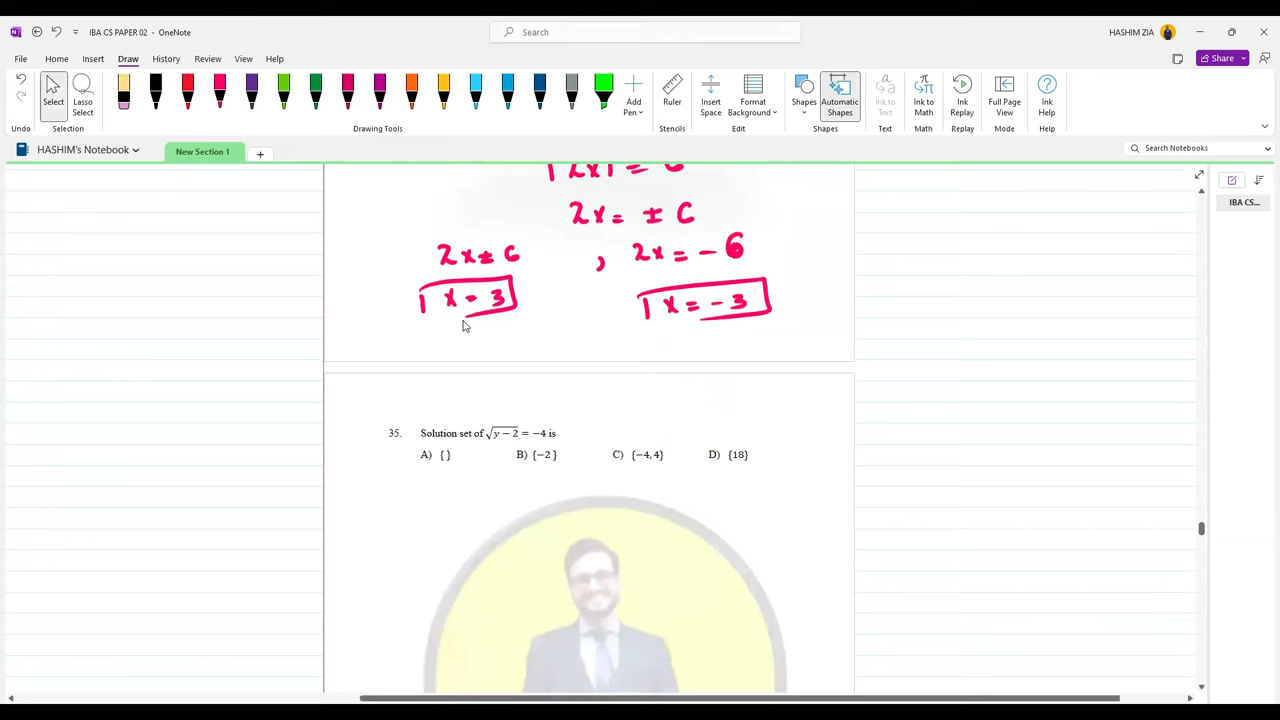 IBA CS PAPER 02 - OneNote
Search
HASHIM ZIA
File Home Insert Draw History Review View Help
Share
Undo
Select
Lasso Select
Add Pen
Ruler
Insert Space
Format Background
Shapes
Automatic Shapes
Ink to Text
Ink to Math
Ink Replay
Full Page View
Ink Help
Undo Selection Drawing Tools Stencils Edit Shapes Text Math Replay Mode Help
HASHIM's Notebook
New Section 1
+
Search Notebooks
IBA CS...
|2x| = 6
2x = ± 6
2x = 6 , 2x = - 6
x = 3
x = - 3
35. Solution set of √(y − 2) = −4 is
A) { } B) {−2 } C) {−4, 4} D) {18}